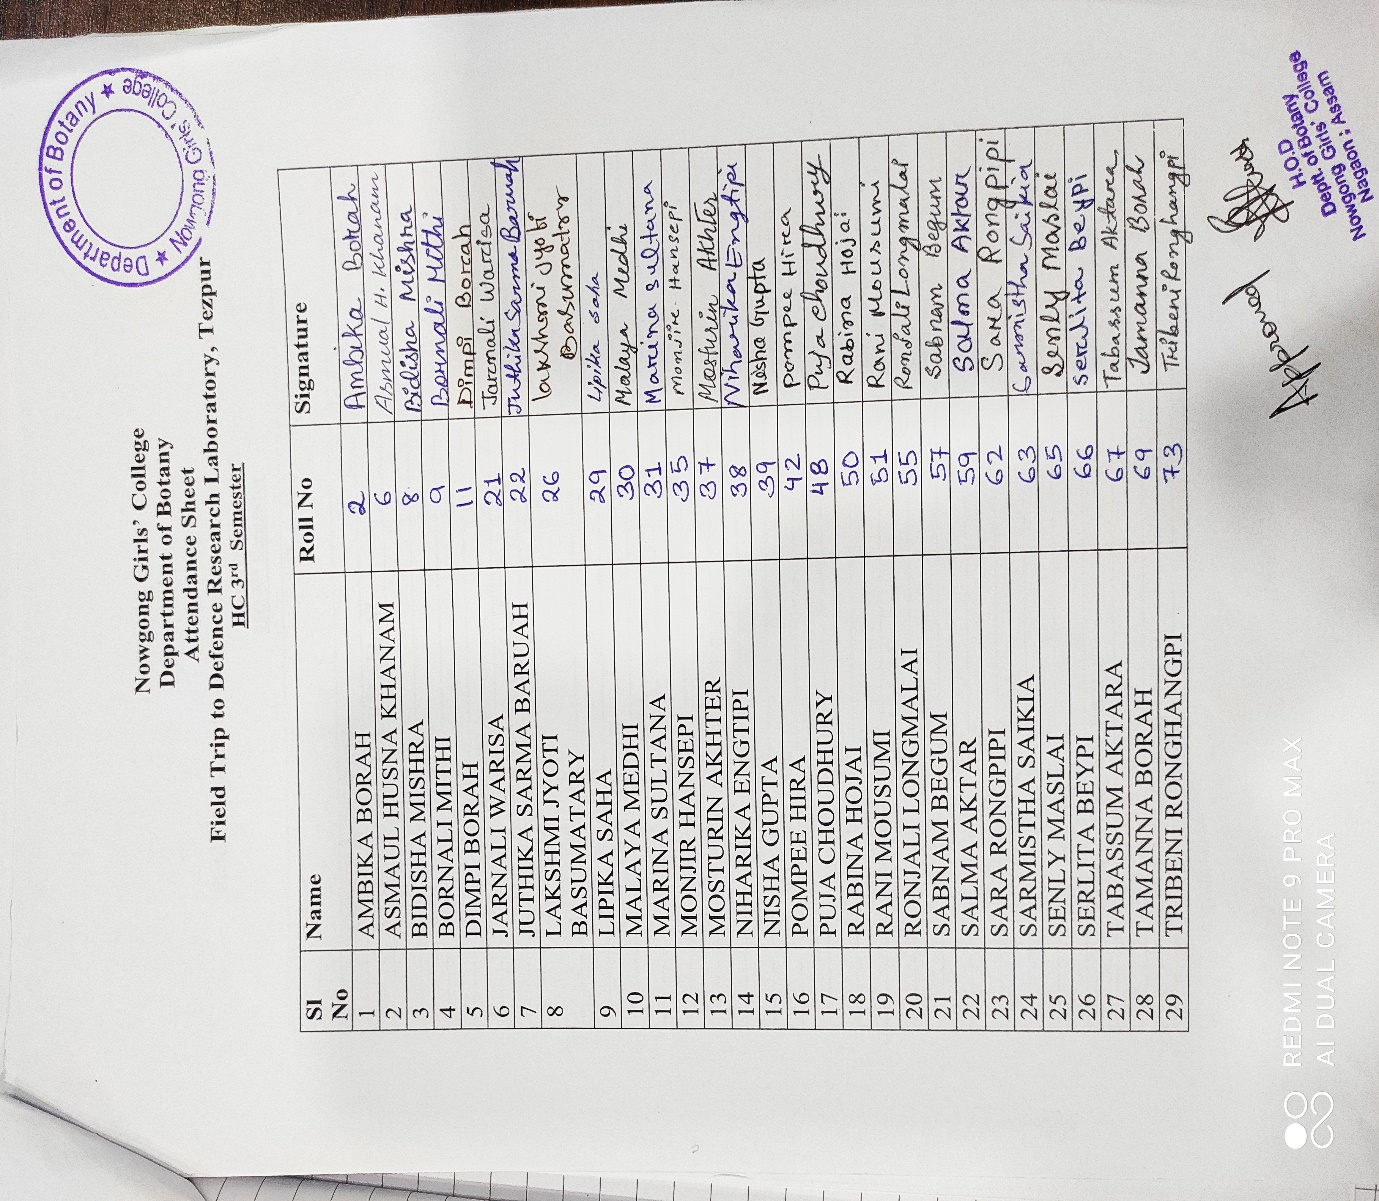 Department of Botany
Nowgong Girls' College
Nowgong Girls' College
Department of Botany
Attendance Sheet
Field Trip to Defence Research Laboratory, Tezpur
HC 3rd Semester
Sl No Name Roll No Signature
1 AMBIKA BORAH 2 Ambika Borah
2 ASMAUL HUSNA KHANAM 6 Asmaul H. Khanam
3 BIDISHA MISHRA 8 Bidisha Mishra
4 BORNALI MITHI 9 Bornali Mithi
5 DIMPI BORAH 11 Dimpi Borah
6 JARNALI WARISA 21 Jarnali Warisa
7 JUTHIKA SARMA BARUAH 22 Juthika Sarma Baruah
8 LAKSHMI JYOTI 26 Lakshmi Jyoti
BASUMATARY Basumatary
9 LIPIKA SAHA 29 Lipika Saha
10 MALAYA MEDHI 30 Malaya Medhi
11 MARINA SULTANA 31 Marina Sultana
12 MONJIR HANSEPI 35 Monjir Hansepi
13 MOSTURIN AKHTER 37 Mosturin Akhter
14 NIHARIKA ENGTIPI 38 Niharika Engtipi
15 NISHA GUPTA 39 Nisha Gupta
16 POMPEE HIRA 42 Pompee Hira
17 PUJA CHOUDHURY 48 Puja Choudhury
18 RABINA HOJAI 50 Rabina Hojai
19 RANI MOUSUMI 51 Rani Mousumi
20 RONJALI LONGMALAI 55 Ronjali Longmalai
21 SABNAM BEGUM 57 Sabnam Begum
22 SALMA AKTAR 59 Salma Aktar
23 SARA RONGPIPI 62 Sara Rongpipi
24 SARMISTHA SAIKIA 63 Sarmistha Saikia
25 SENLY MASLAI 65 Senly Maslai
26 SERLITA BEYPI 66 Serlita Beypi
27 TABASSUM AKTARA 67 Tabassum Aktara
28 TAMANNA BORAH 69 Tamanna Borah
29 TRIBENI RONGHANGPI 73 Tribeni Ronghangpi
Approved
H.O.D
Dept. of Botany
Nowgong Girls' College
Nagaon : Assam
REDMI NOTE 9 PRO MAX
AI DUAL CAMERA